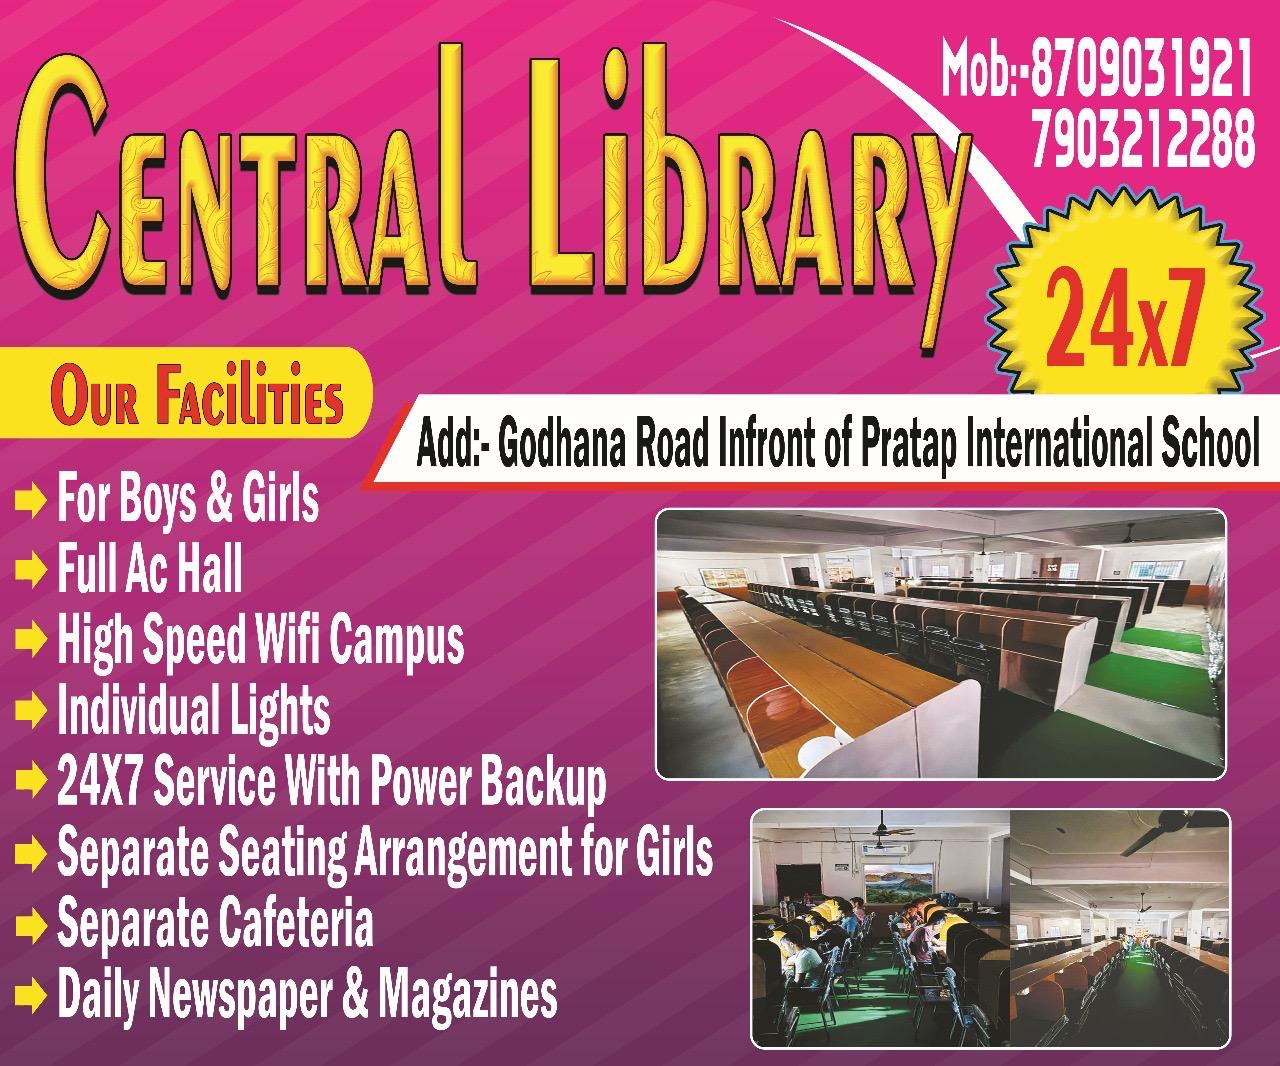 Central Library
Mob:-8709031921
7903212288
24x7
Our Facilities
Add:- Godhana Road Infront of Pratap International School
For Boys & Girls
Full Ac Hall
High Speed Wifi Campus
Individual Lights
24X7 Service With Power Backup
Separate Seating Arrangement for Girls
Separate Cafeteria
Daily Newspaper & Magazines